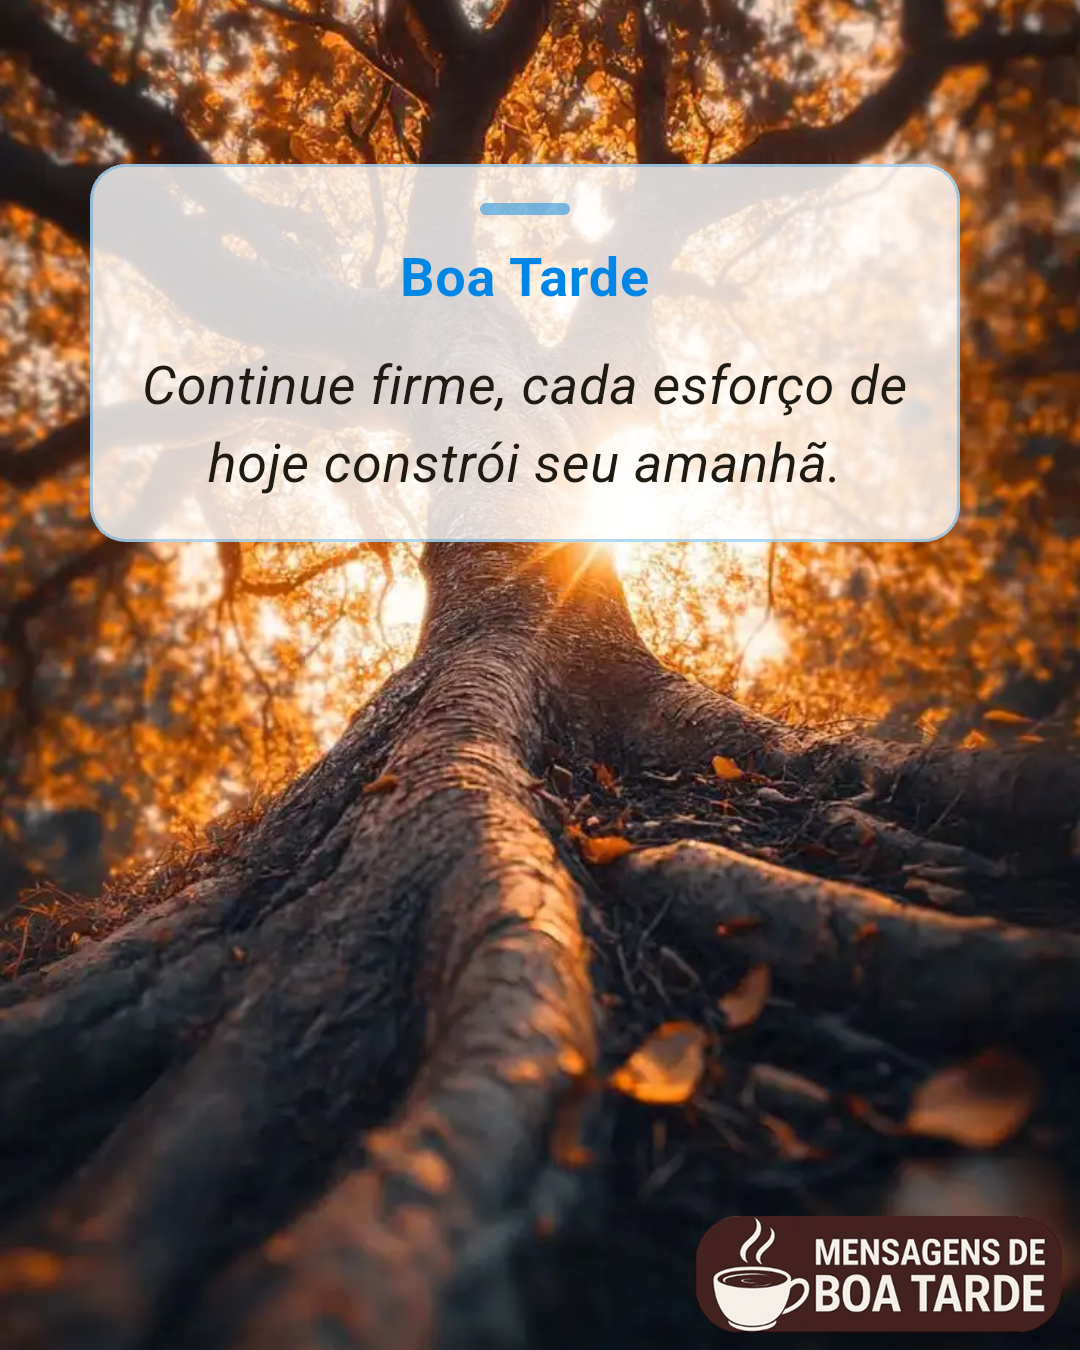 Boa Tarde
Continue firme, cada esforço de
hoje constrói seu amanhã.
MENSAGENS DE
BOA TARDE